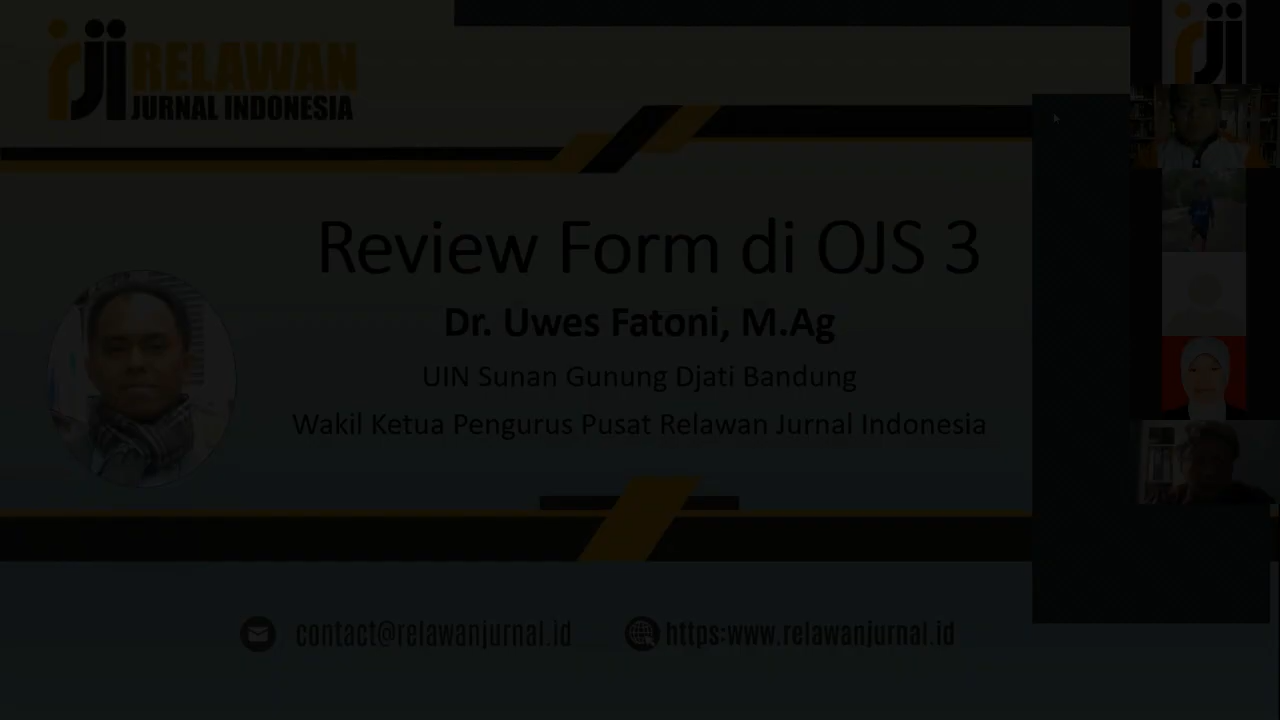 RELAWAN
JURNAL INDONESIA
Review Form di OJS 3
Dr. Uwes Fatoni, M.Ag
UIN Sunan Gunung Djati Bandung
Wakil Ketua Pengurus Pusat Relawan Jurnal Indonesia
contact@relawanjurnal.id
https:www.relawanjurnal.id